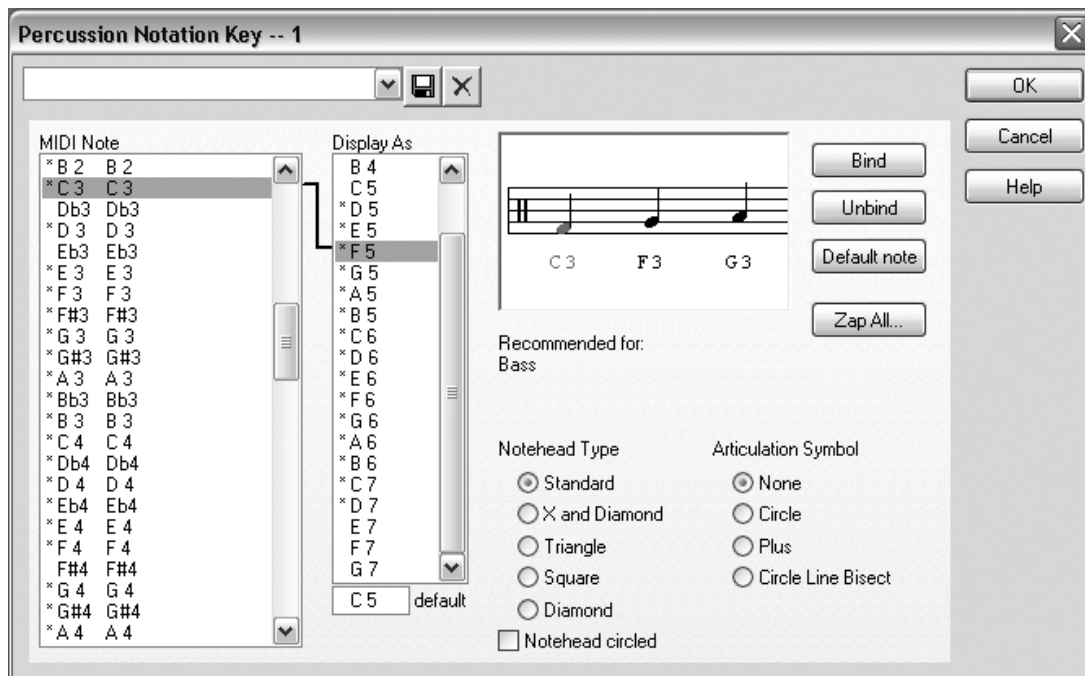 Percussion Notation Key -- 1
OK
Cancel
Help
MIDI Note
*B 2 B 2
*C 3 C 3
Db3 Db3
*D 3 D 3
Eb3 Eb3
*E 3 E 3
*F 3 F 3
*F#3 F#3
*G 3 G 3
*G#3 G#3
*A 3 A 3
*Bb3 Bb3
*B 3 B 3
*C 4 C 4
*Db4 Db4
*D 4 D 4
*Eb4 Eb4
*E 4 E 4
*F 4 F 4
F#4 F#4
*G 4 G 4
*G#4 G#4
*A 4 A 4
Display As
B 4
C 5
*D 5
*E 5
*F 5
*G 5
*A 5
*B 5
*C 6
*D 6
*E 6
*F 6
*G 6
*A 6
*B 6
*C 7
*D 7
E 7
F 7
G 7
C 5 default
C 3 F 3 G 3
Recommended for:
Bass
Bind
Unbind
Default note
Zap All...
Notehead Type
Standard
X and Diamond
Triangle
Square
Diamond
Notehead circled
Articulation Symbol
None
Circle
Plus
Circle Line Bisect